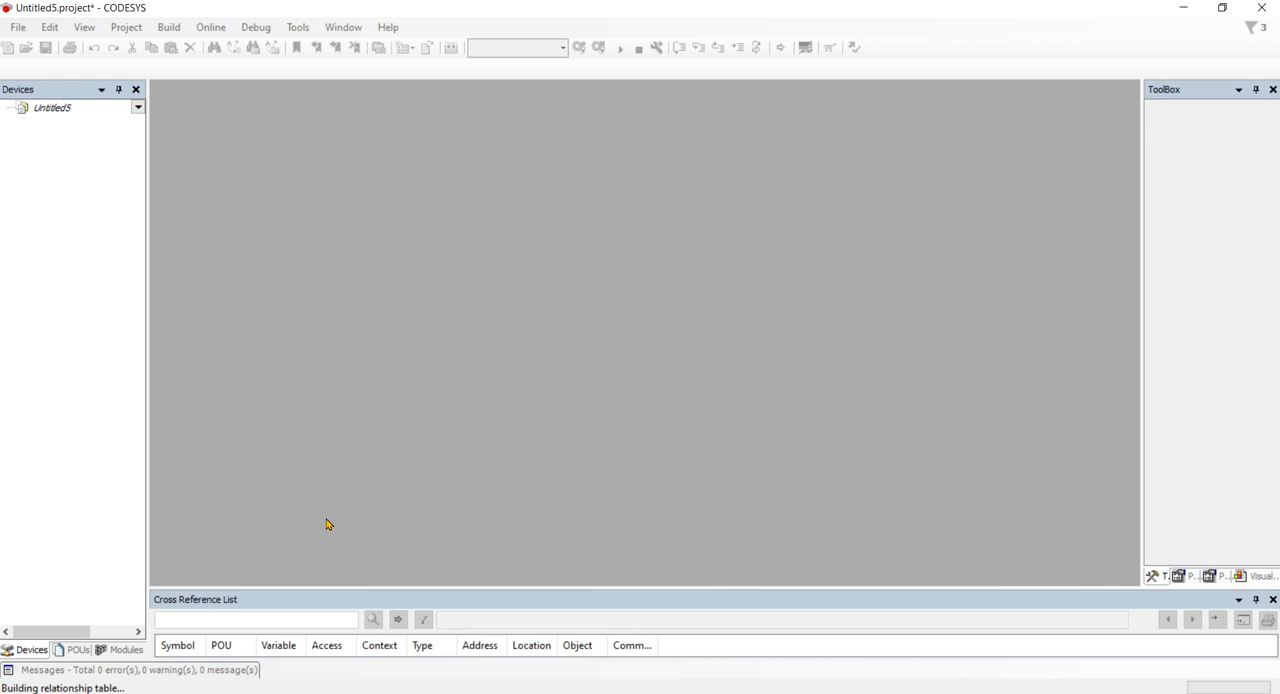 Untitled5.project* - CODESYS
File Edit View Project Build Online Debug Tools Window Help
3
Devices
Untitled5
ToolBox
T. P... P... Visual...
Cross Reference List
Symbol POU Variable Access Context Type Address Location Object Comm...
Devices POUs Modules
Messages - Total 0 error(s), 0 warning(s), 0 message(s)
Building relationship table...